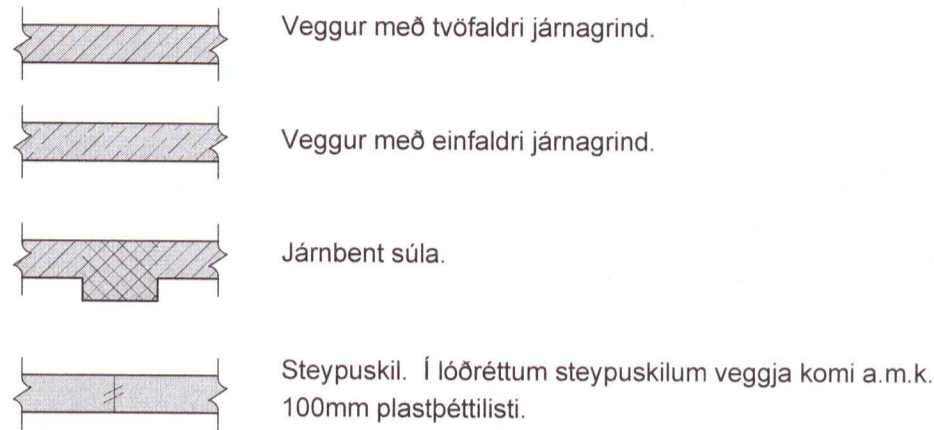 Veggur með tvöfaldri járnagrind.
Veggur með einfaldri járnagrind.
Járnbent súla.
Steypuskil. Í lóðréttum steypuskilum veggja komi a.m.k.
100mm plastþéttilisti.